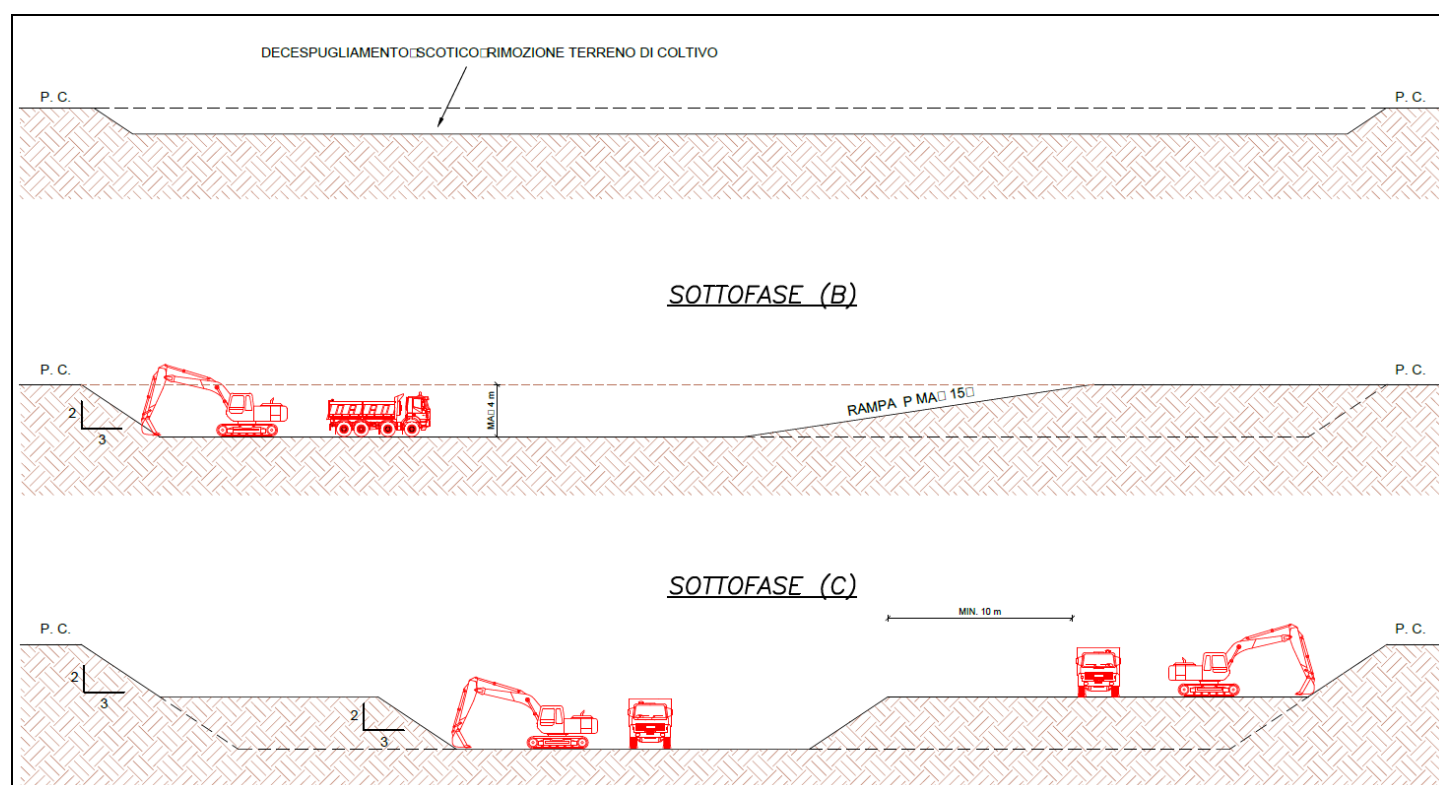 DECESPUGLIAMENTO□SCOTICO□RIMOZIONE TERRENO DI COLTIVO
P. C.
P. C.
SOTTOFASE (B)
P. C.
P. C.
2
3
MA□ 4 m
RAMPA P MA□ 15□
SOTTOFASE (C)
MIN. 10 m
P. C.
P. C.
2
3
2
3